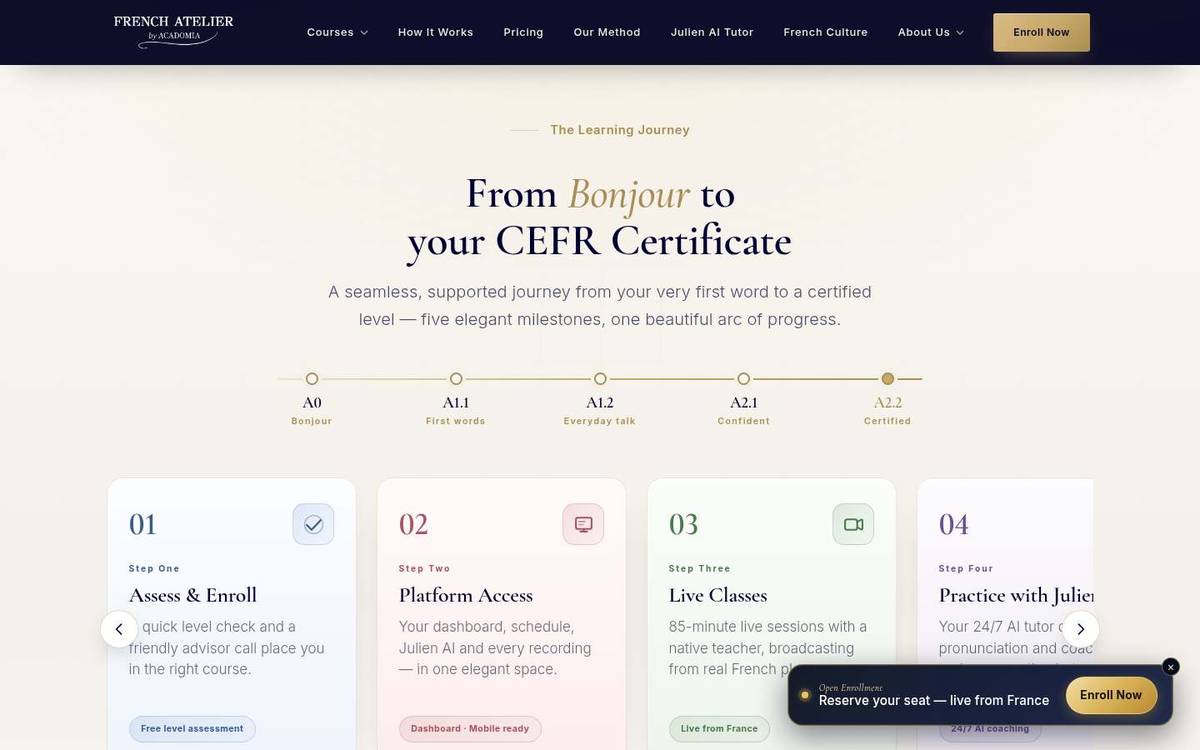 FRENCH ATELIER
by ACADOMIA
Courses
How It Works
Pricing
Our Method
Julien AI Tutor
French Culture
About Us
Enroll Now
The Learning Journey
From Bonjour to
your CEFR Certificate
A seamless, supported journey from your very first word to a certified
level — five elegant milestones, one beautiful arc of progress.
A0
Bonjour
A1.1
First words
A1.2
Everyday talk
A2.1
Confident
A2.2
Certified
01
Step One
Assess & Enroll
quick level check and a
friendly advisor call place you
in the right course.
Free level assessment
02
Step Two
Platform Access
Your dashboard, schedule,
Julien AI and every recording
— in one elegant space.
Dashboard · Mobile ready
03
Step Three
Live Classes
85-minute live sessions with a
native teacher, broadcasting
from real French
Live from France
04
Step Four
Practice with Julien
Your 24/7 AI tutor
pronunciation and
24/7 AI coaching
Open Enrollment
Reserve your seat — live from France
Enroll Now